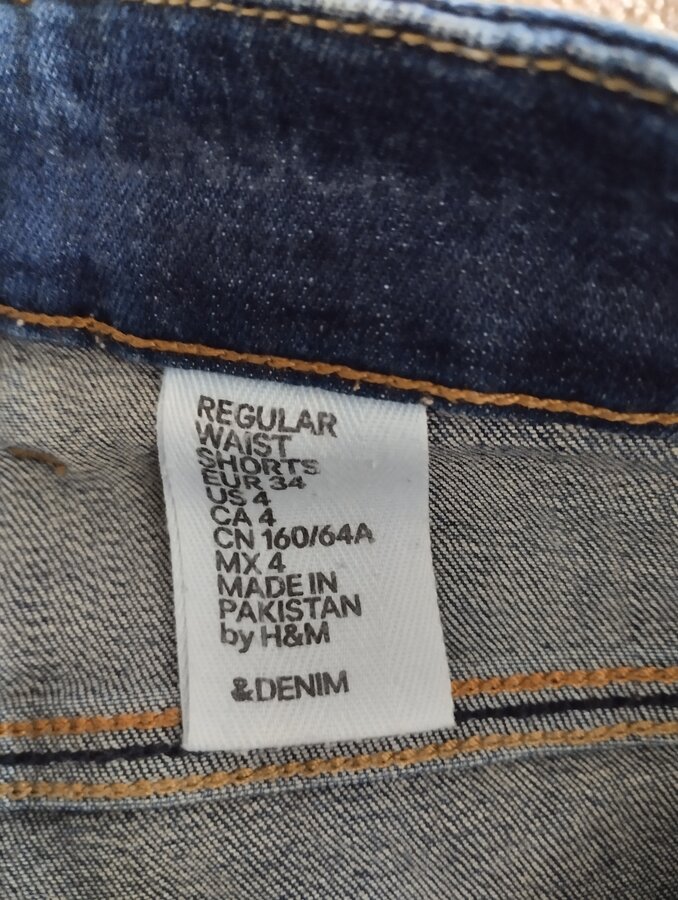 REGULAR
WAIST
SHORTS
EUR 34
US 4
CA 4
CN 160/64A
MX 4
MADE IN
PAKISTAN
by H&M
&DENIM